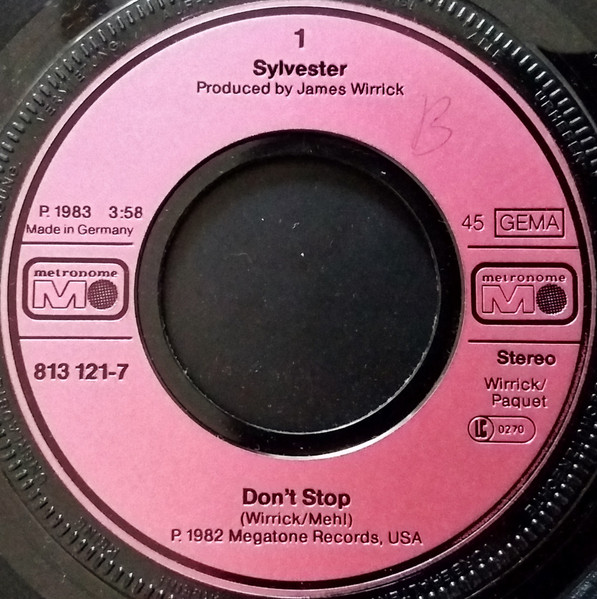 1
Sylvester
Produced by James Wirrick
B
P. 1983 3:58
Made in Germany
45 GEMA
metronome
M
metronome
M
813 121-7
Stereo
Wirrick/
Paquet
LC 0270
Don't Stop
(Wirrick/Mehl)
P. 1982 Megatone Records, USA